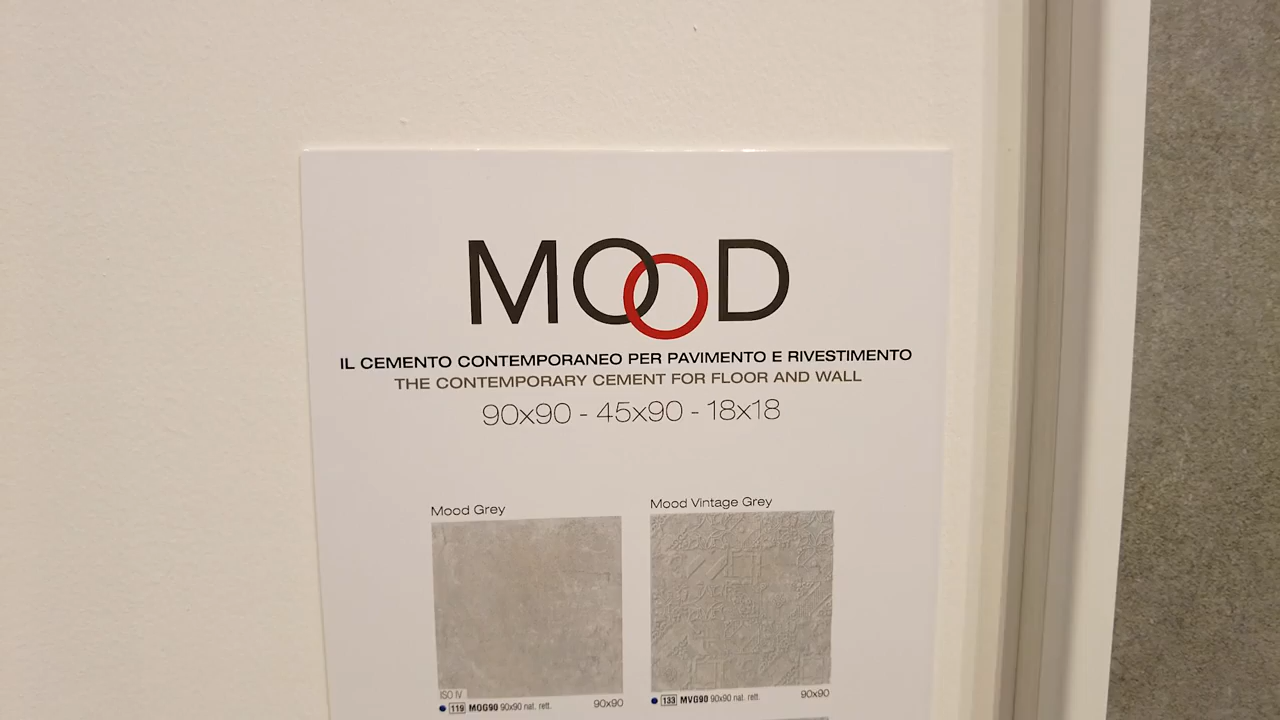 MOOD
IL CEMENTO CONTEMPORANEO PER PAVIMENTO E RIVESTIMENTO
THE CONTEMPORARY CEMENT FOR FLOOR AND WALL
90x90 - 45x90 - 18x18
Mood Grey
Mood Vintage Grey
ISO IV
119 MOG90 90x90 nat. rett.
90x90
133 MVG90 90x90 nat. rett.
90x90